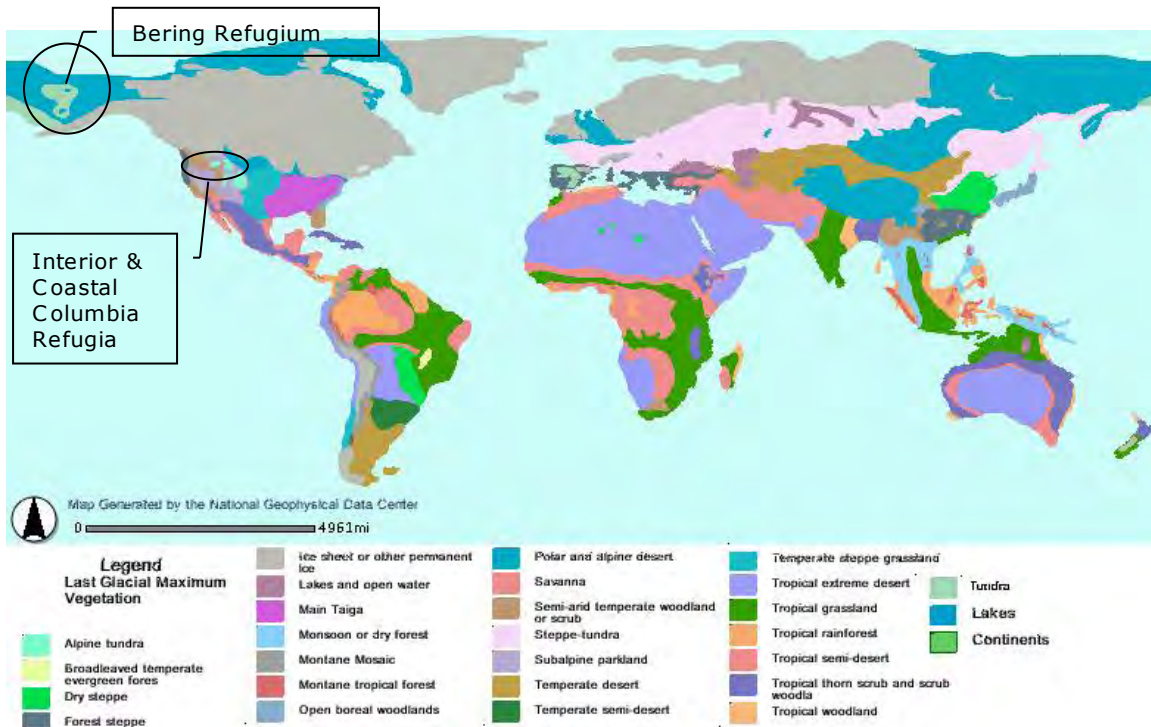 Bering Refugium
Interior &
Coastal
Columbia
Refugia
Map Generated by the National Geophysical Data Center
0
4961mi
Legend
Last Glacial Maximum
Vegetation
Alpine tundra
Broadleaved temperate
evergreen fores
Dry steppe
Forest steppe
Ice sheet or other permanent
Ice
Lakes and open water
Main Taiga
Monsoon or dry forest
Montane Mosaic
Montane tropical forest
Open boreal woodlands
Polar and alpine desert
Savanna
Semi-arid temperate woodland
or scrub
Steppe-tundra
Subalpine parkland
Temperate desert
Temperate semi-desert
Temperate steppe grassland
Tropical extreme desert
Tropical grassland
Tropical rainforest
Tropical semi-desert
Tropical thorn scrub and scrub
woodla
Tropical woodland
Tundra
Lakes
Continents